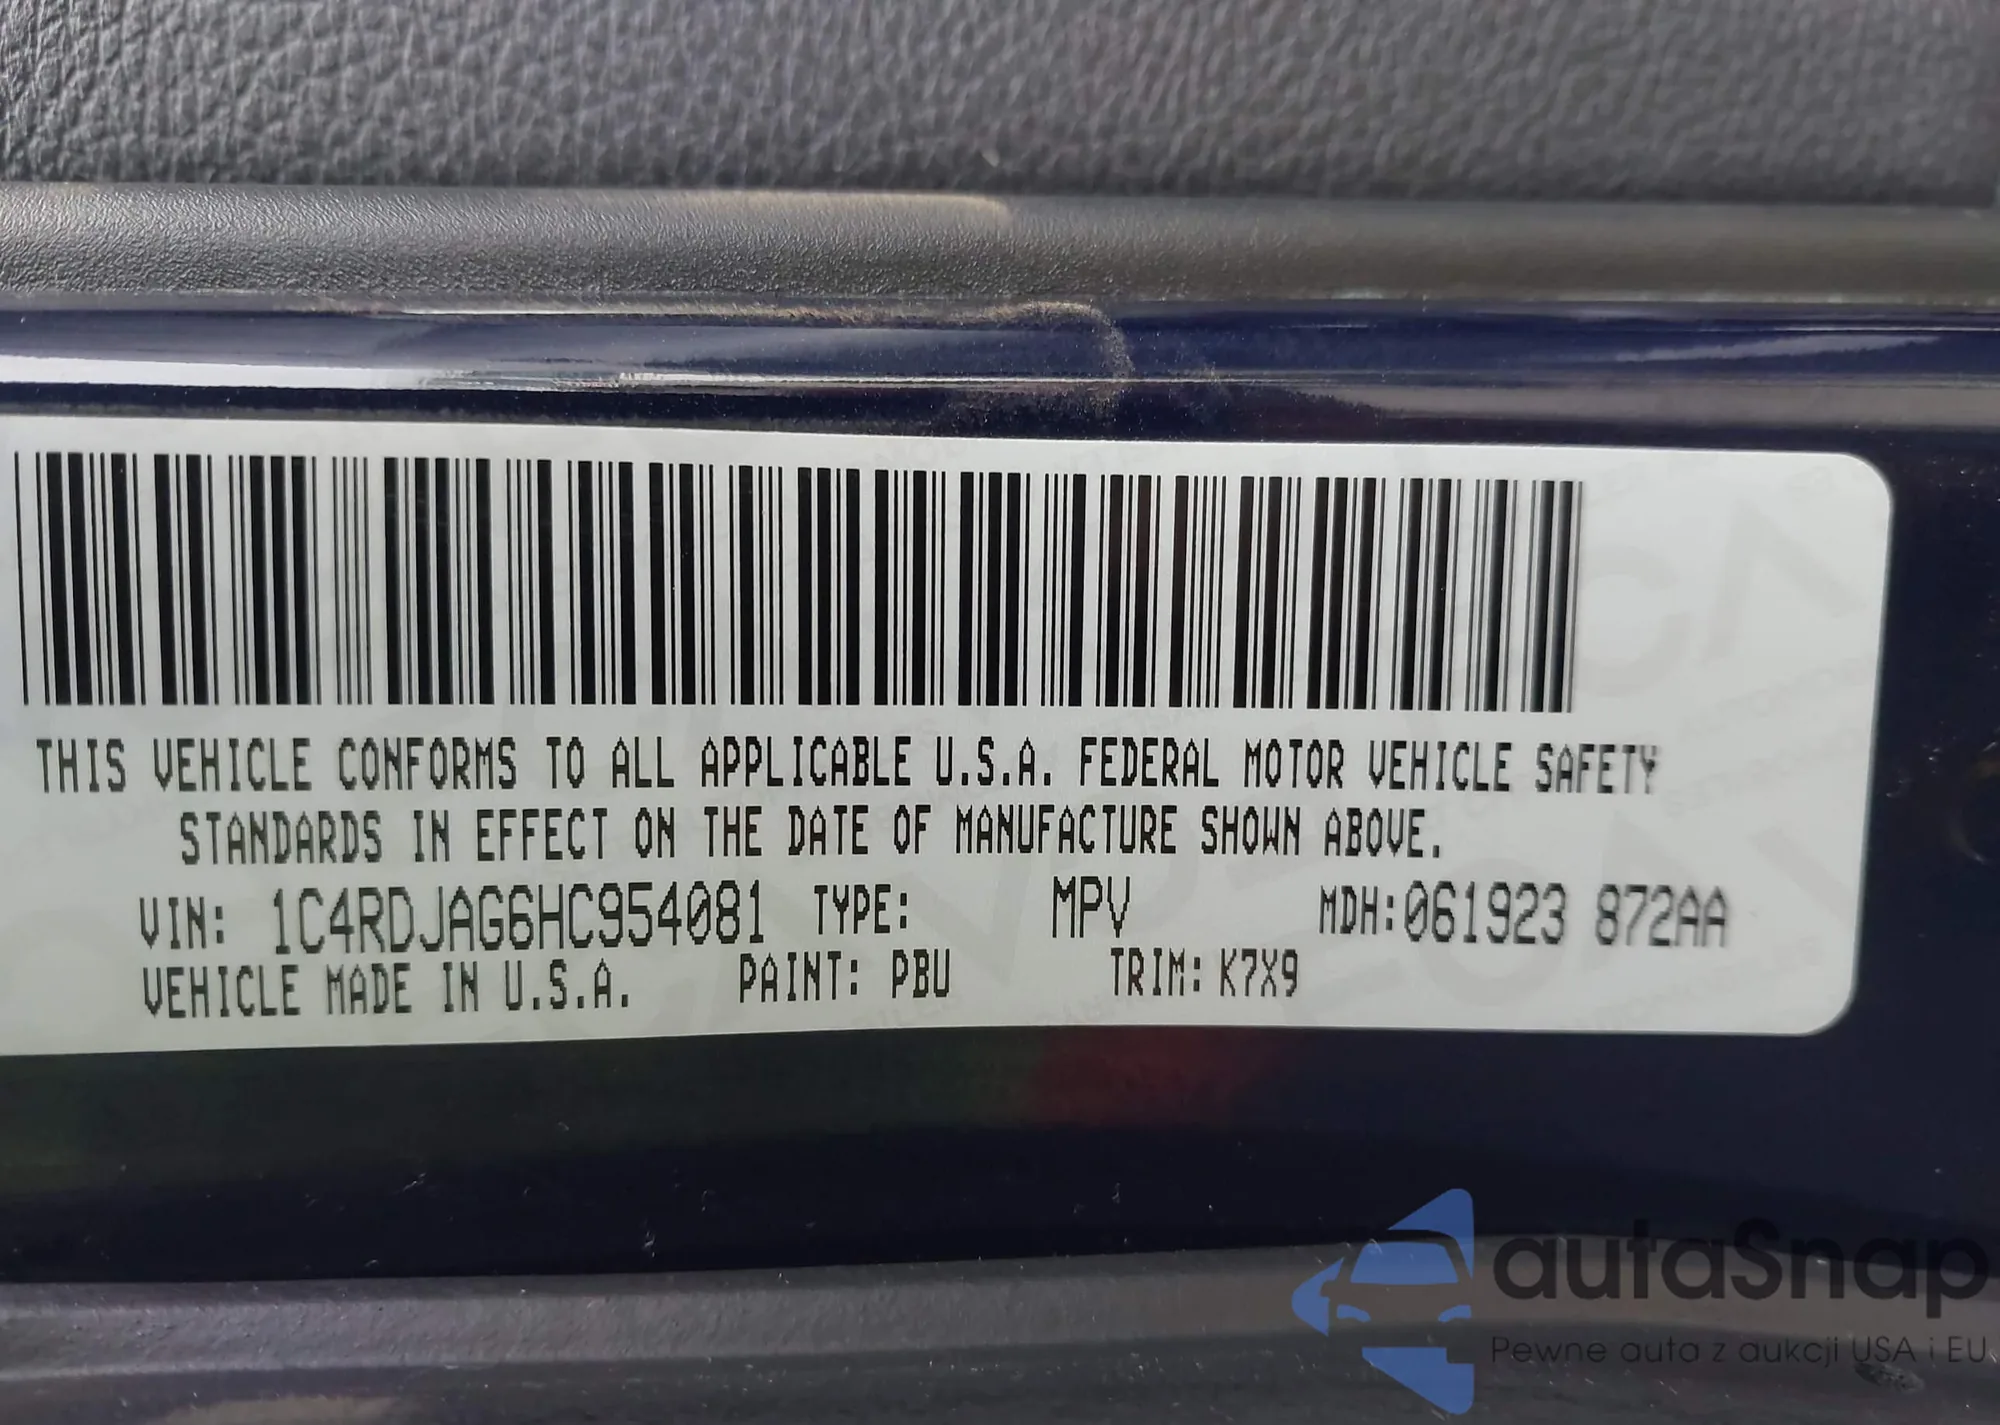 THIS VEHICLE CONFORMS TO ALL APPLICABLE U.S.A. FEDERAL MOTOR VEHICLE SAFETY
STANDARDS IN EFFECT ON THE DATE OF MANUFACTURE SHOWN ABOVE.
VIN: 1C4RDJAG6HC954081 TYPE: MPV MDH:061923 872AA
VEHICLE MADE IN U.S.A. PAINT: PBU TRIM: K7X9
autaSnap
Pewne auta z aukcji USA i EU